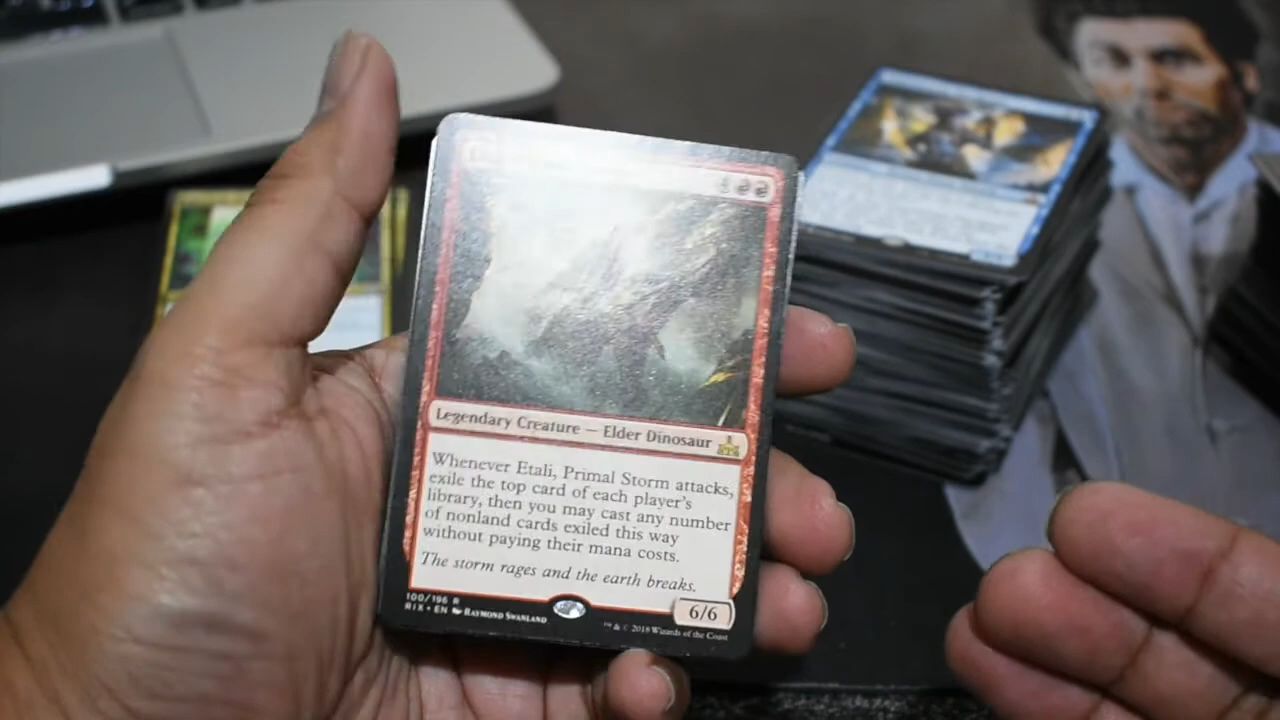 4
Legendary Creature — Elder Dinosaur
Whenever Etali, Primal Storm attacks,
exile the top card of each player's
library, then you may cast any number
of nonland cards exiled this way
without paying their mana costs.
The storm rages and the earth breaks.
6/6
100/196 R
RIX • EN Raymond Swanland
™ & © 2018 Wizards of the Coast